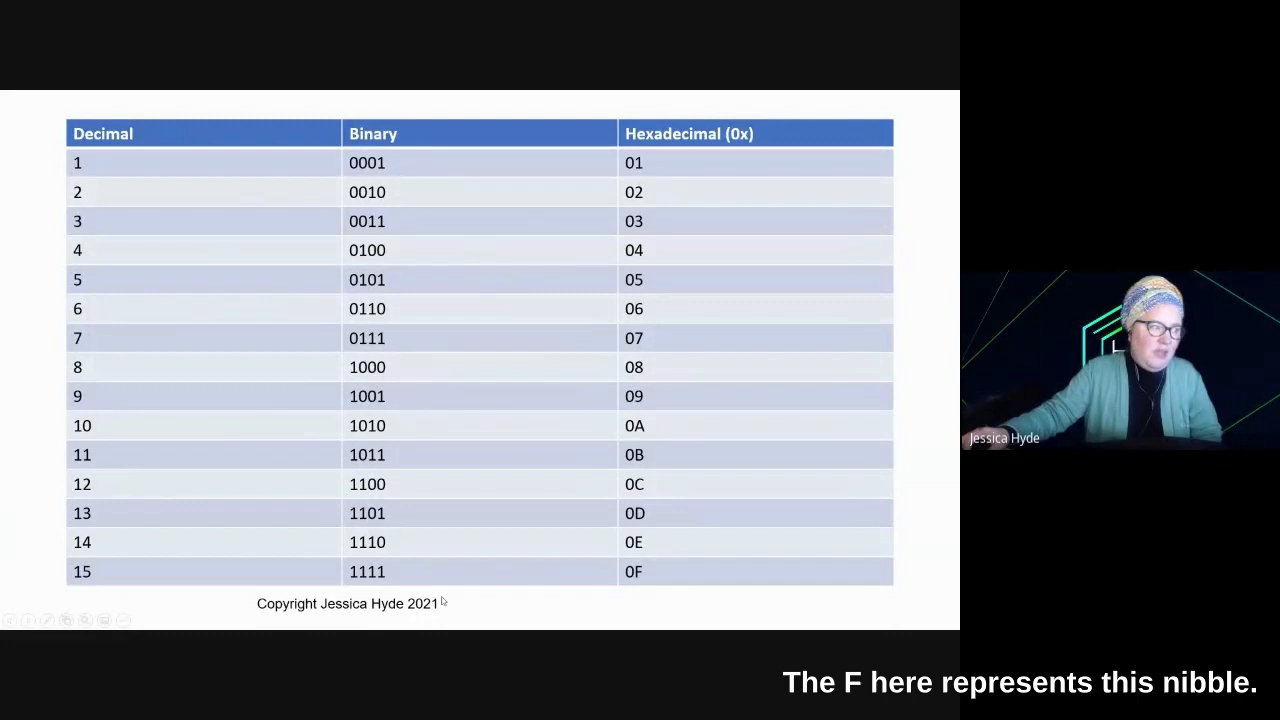 Decimal Binary Hexadecimal (0x)
1 0001 01
2 0010 02
3 0011 03
4 0100 04
5 0101 05
6 0110 06
7 0111 07
8 1000 08
9 1001 09
10 1010 0A
11 1011 0B
12 1100 0C
13 1101 0D
14 1110 0E
15 1111 0F
Copyright Jessica Hyde 2021
H
Jessica Hyde
The F here represents this nibble.